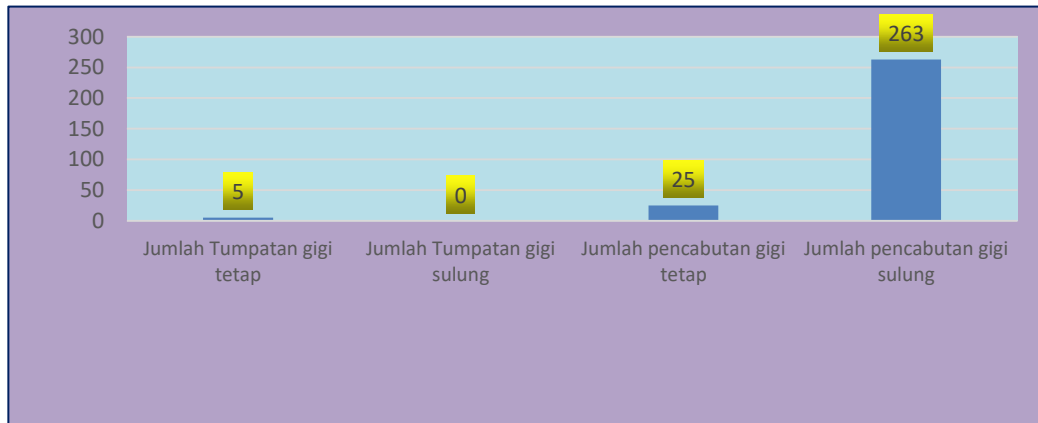 300
250
200
150
100
50
0
5
0
25
263
Jumlah Tumpatan gigi
tetap
Jumlah Tumpatan gigi
sulung
Jumlah pencabutan gigi
tetap
Jumlah pencabutan gigi
sulung